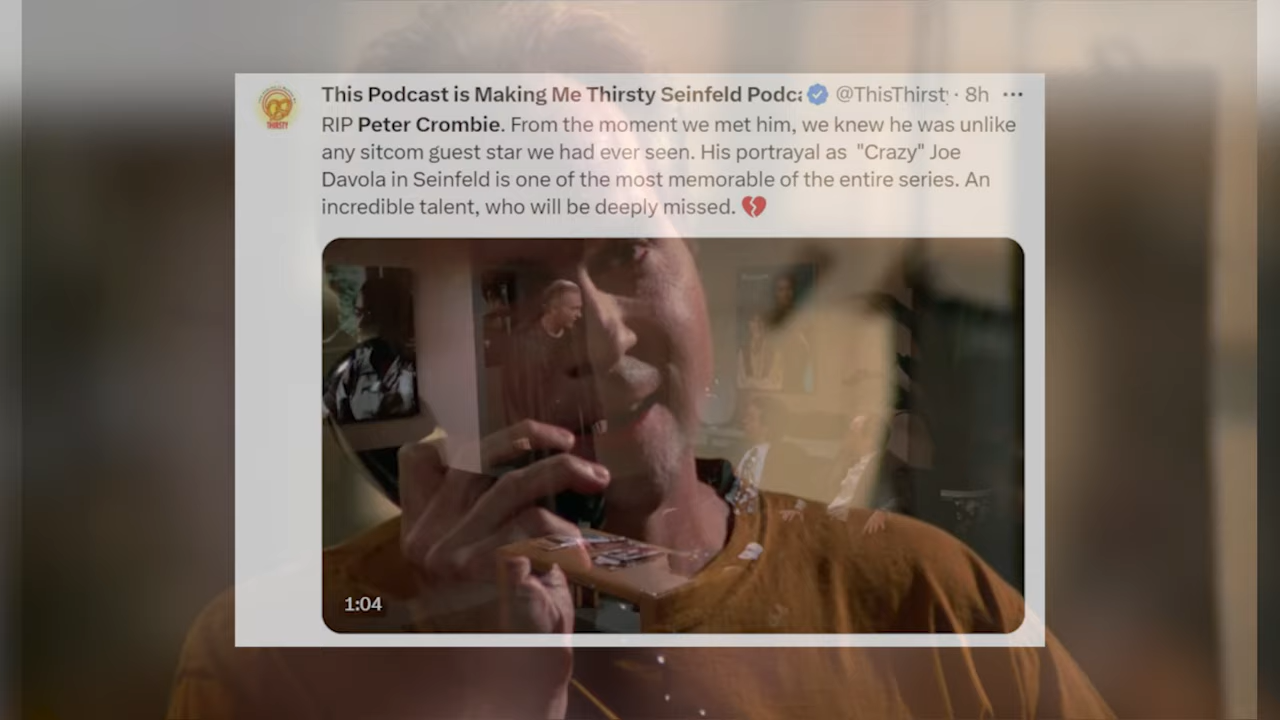 This Podcast is Making Me Thirsty Seinfeld Podc @ThisThirst · 8h ···
RIP Peter Crombie. From the moment we met him, we knew he was unlike
any sitcom guest star we had ever seen. His portrayal as "Crazy" Joe
Davola in Seinfeld is one of the most memorable of the entire series. An
incredible talent, who will be deeply missed. 💔
THIRSTY
1:04